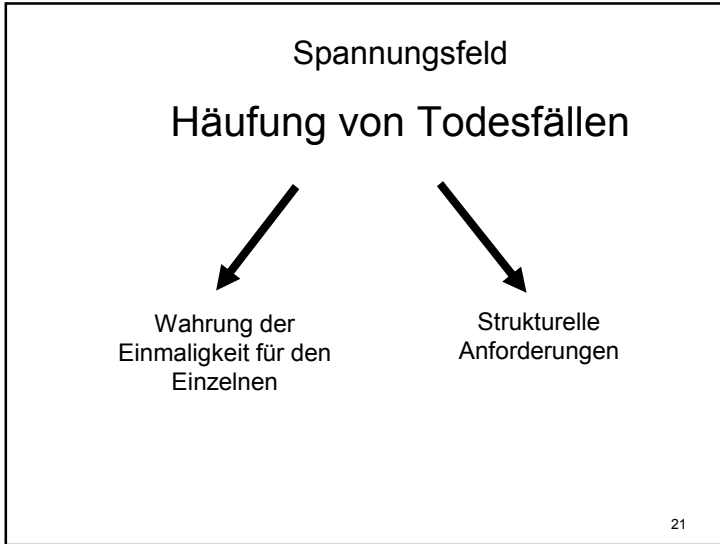 Spannungsfeld
Häufung von Todesfällen
Wahrung der
Einmaligkeit für den
Einzelnen
Strukturelle
Anforderungen
21